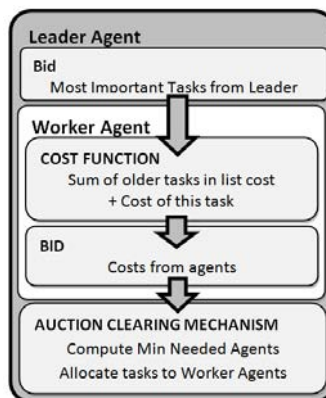 Leader Agent
Bid
Most Important Tasks from Leader
Worker Agent
COST FUNCTION
Sum of older tasks in list cost
+ Cost of this task
BID
Costs from agents
AUCTION CLEARING MECHANISM
Compute Min Needed Agents
Allocate tasks to Worker Agents